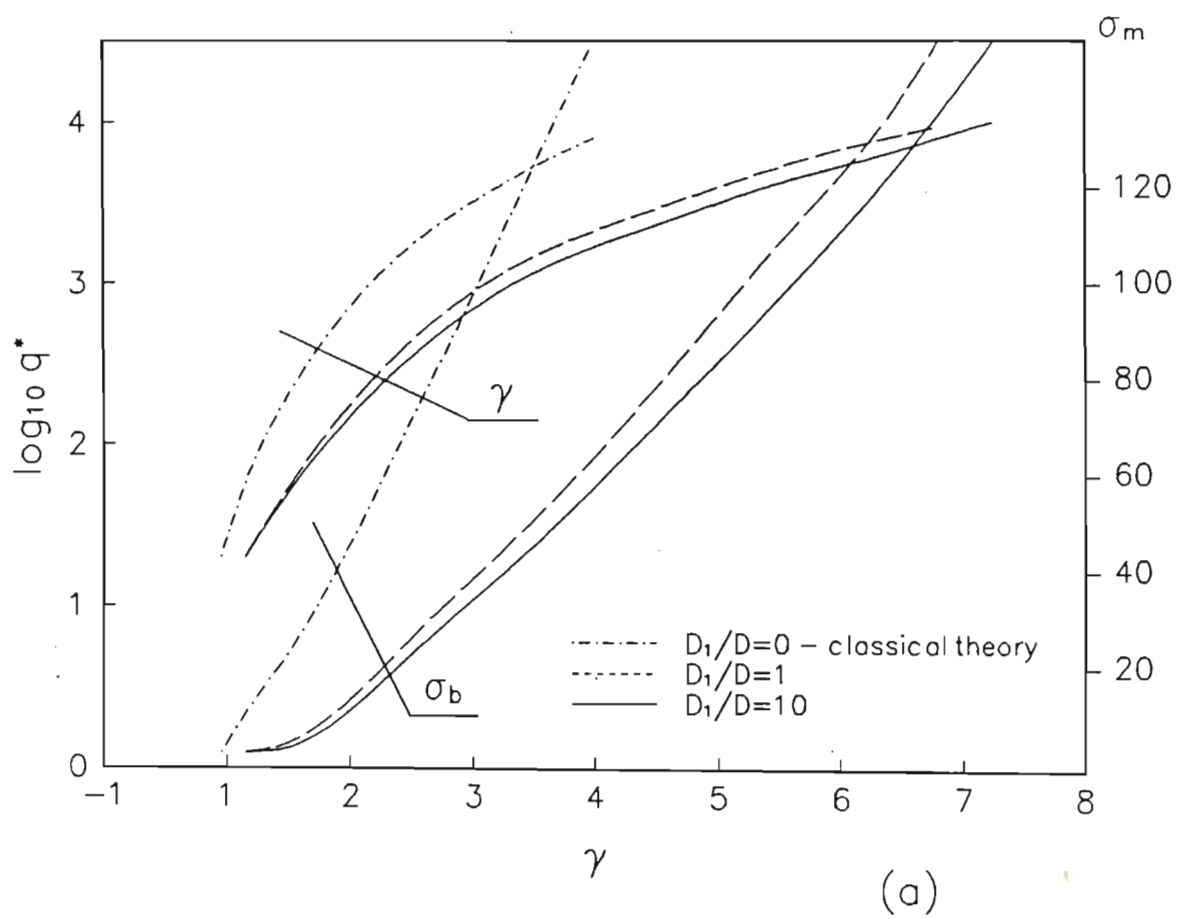 σm
4
3
2
1
0
log10 q*
120
100
80
60
40
20
γ
σb
D1/D=0 – classical theory
D1/D=1
D1/D=10
−1 1 2 3 4 5 6 7 8
γ
(a)